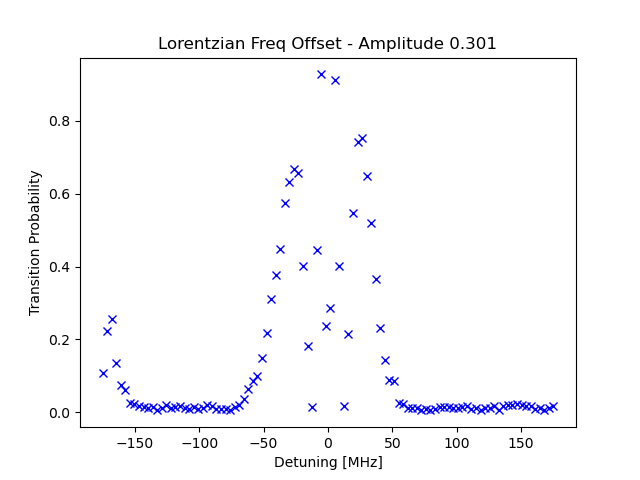 Lorentzian Freq Offset - Amplitude 0.301
Transition Probability
0.8
0.6
0.4
0.2
0.0
−150 −100 −50 0 50 100 150
Detuning [MHz]